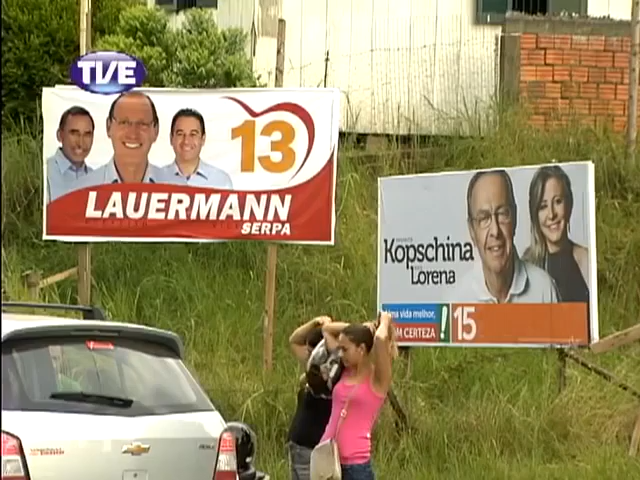 TVE
13
LAUERMANN
SERPA
Kopschina
Lorena
Uma vida melhor,
COM CERTEZA
! 15